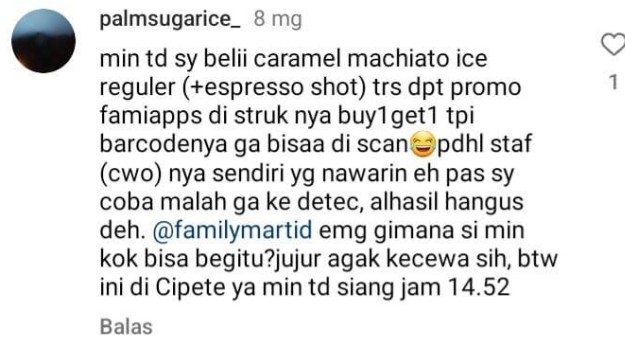 palmsugarice_ 8 mg
min td sy belii caramel machiato ice
reguler (+espresso shot) trs dpt promo
famiapps di struk nya buy1get1 tpi
barcodenya ga bisaa di scan😅pdhl staf
(cwo) nya sendiri yg nawarin eh pas sy
coba malah ga ke detec, alhasil hangus
deh. @familymartid emg gimana si min
kok bisa begitu?jujur agak kecewa sih, btw
ini di Cipete ya min td siang jam 14.52
1
Balas